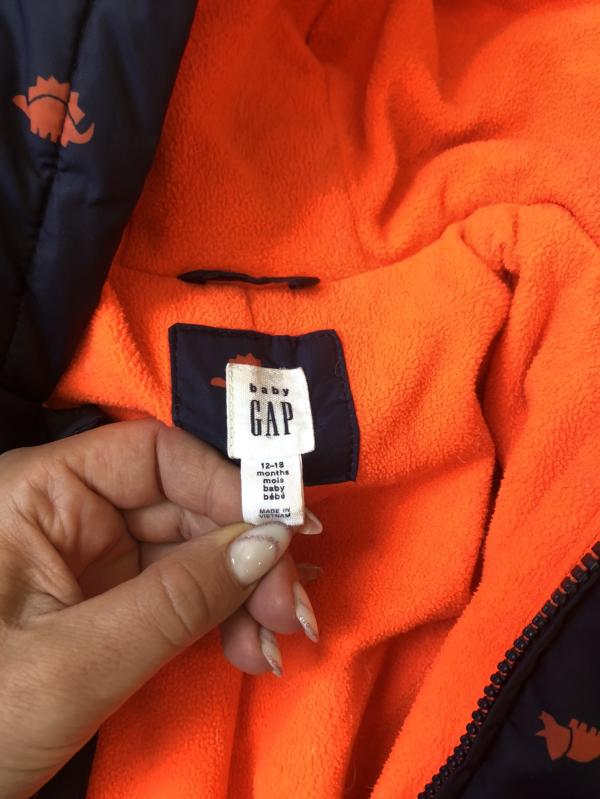 baby
GAP
12-18
months
mois
baby
bébé
MADE IN
VIETNAM